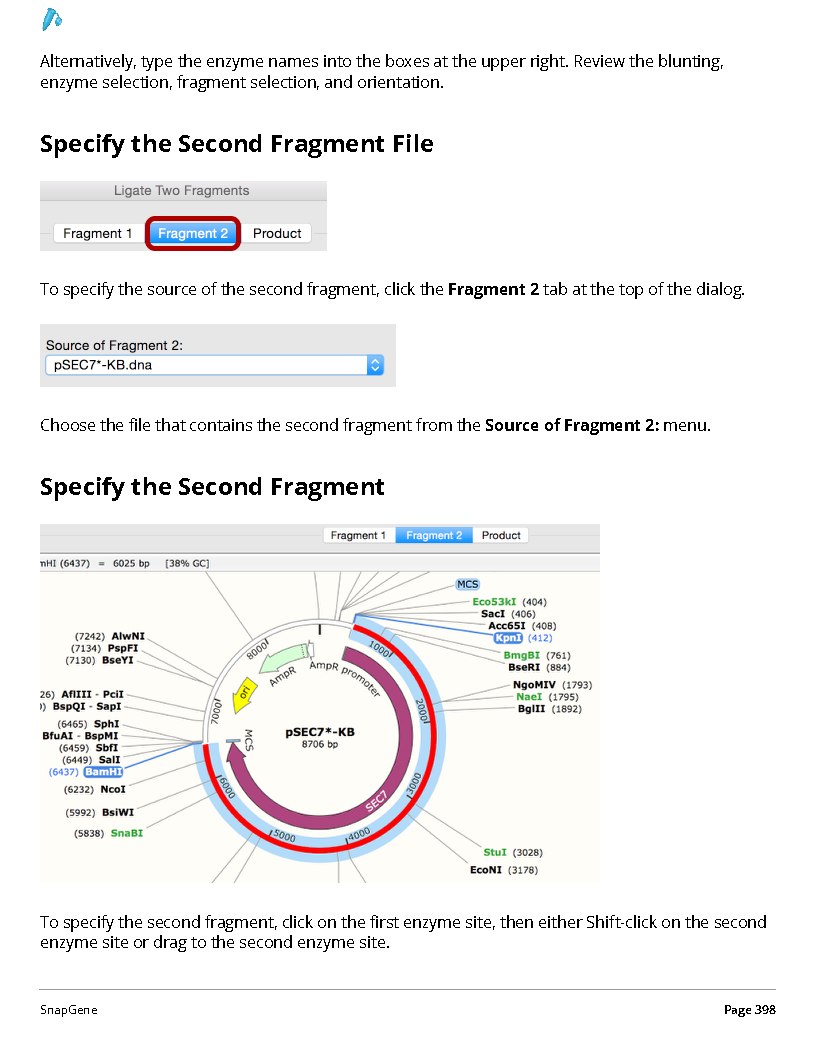 Alternatively, type the enzyme names into the boxes at the upper right. Review the blunting,
enzyme selection, fragment selection, and orientation.
Specify the Second Fragment File
Ligate Two Fragments
Fragment 1 Fragment 2 Product
To specify the source of the second fragment, click the Fragment 2 tab at the top of the dialog.
Source of Fragment 2:
pSEC7*-KB.dna
Choose the file that contains the second fragment from the Source of Fragment 2: menu.
Specify the Second Fragment
Fragment 1 Fragment 2 Product
mHI (6437) = 6025 bp [38% GC]
MCS
Eco53kI (404)
SacI (406)
Acc65I (408)
KpnI (412)
BmgBI (761)
BseRI (884)
NgoMIV (1793)
NaeI (1795)
BglII (1892)
StuI (3028)
EcoNI (3178)
(7242) AlwNI
(7134) PspFI
(7130) BseYI
26) AflIII - PciI
) BspQI - SapI
(6465) SphI
BfuAI - BspMI
(6459) SbfI
(6449) SalI
(6437) BamHI
(6232) NcoI
(5992) BsiWI
(5838) SnaBI
1000
2000
3000
4000
5000
6000
7000
8000
AmpR
AmpR promoter
ori
MCS
SEC7
pSEC7*-KB
8706 bp
To specify the second fragment, click on the first enzyme site, then either Shift-click on the second
enzyme site or drag to the second enzyme site.
SnapGene Page 398